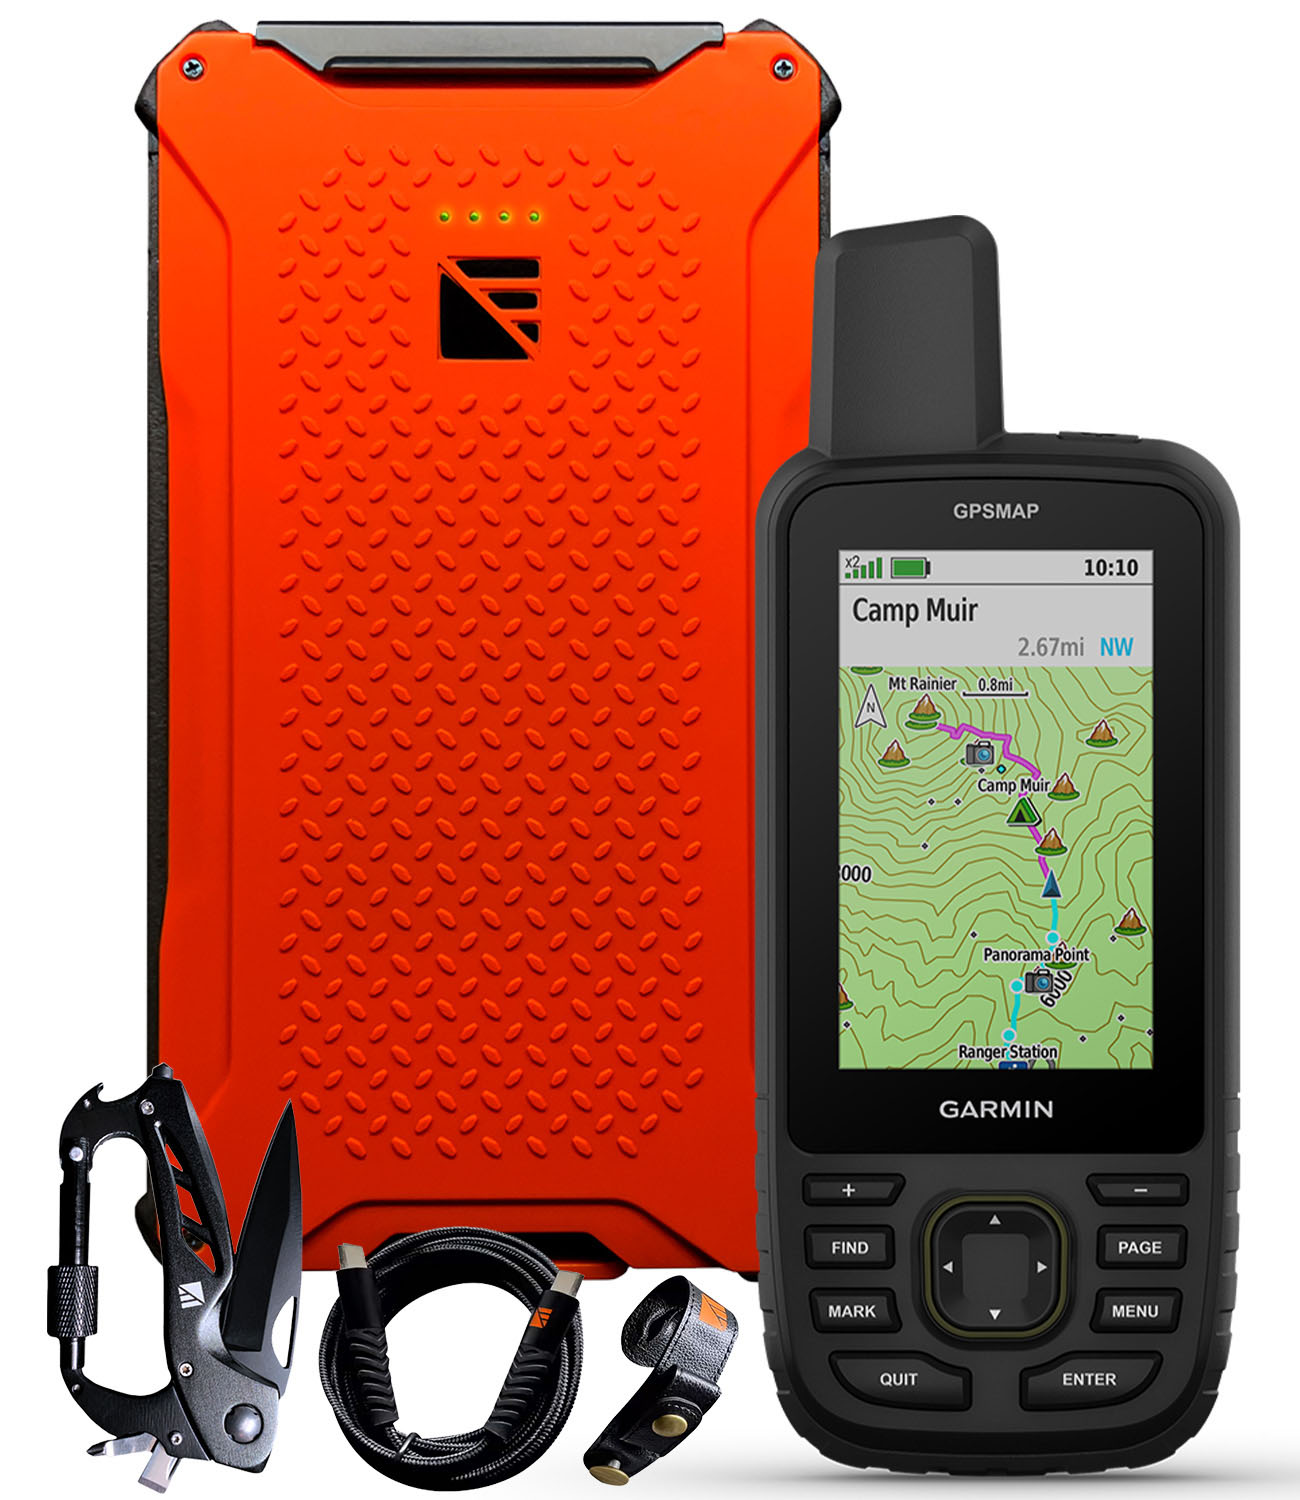 GPSMAP
x2
10:10
Camp Muir
2.67mi NW
Mt Rainier
0.8mi
N
Camp Muir
000
Panorama Point
Ranger Station
GARMIN
+ −
FIND PAGE
MARK MENU
QUIT ENTER